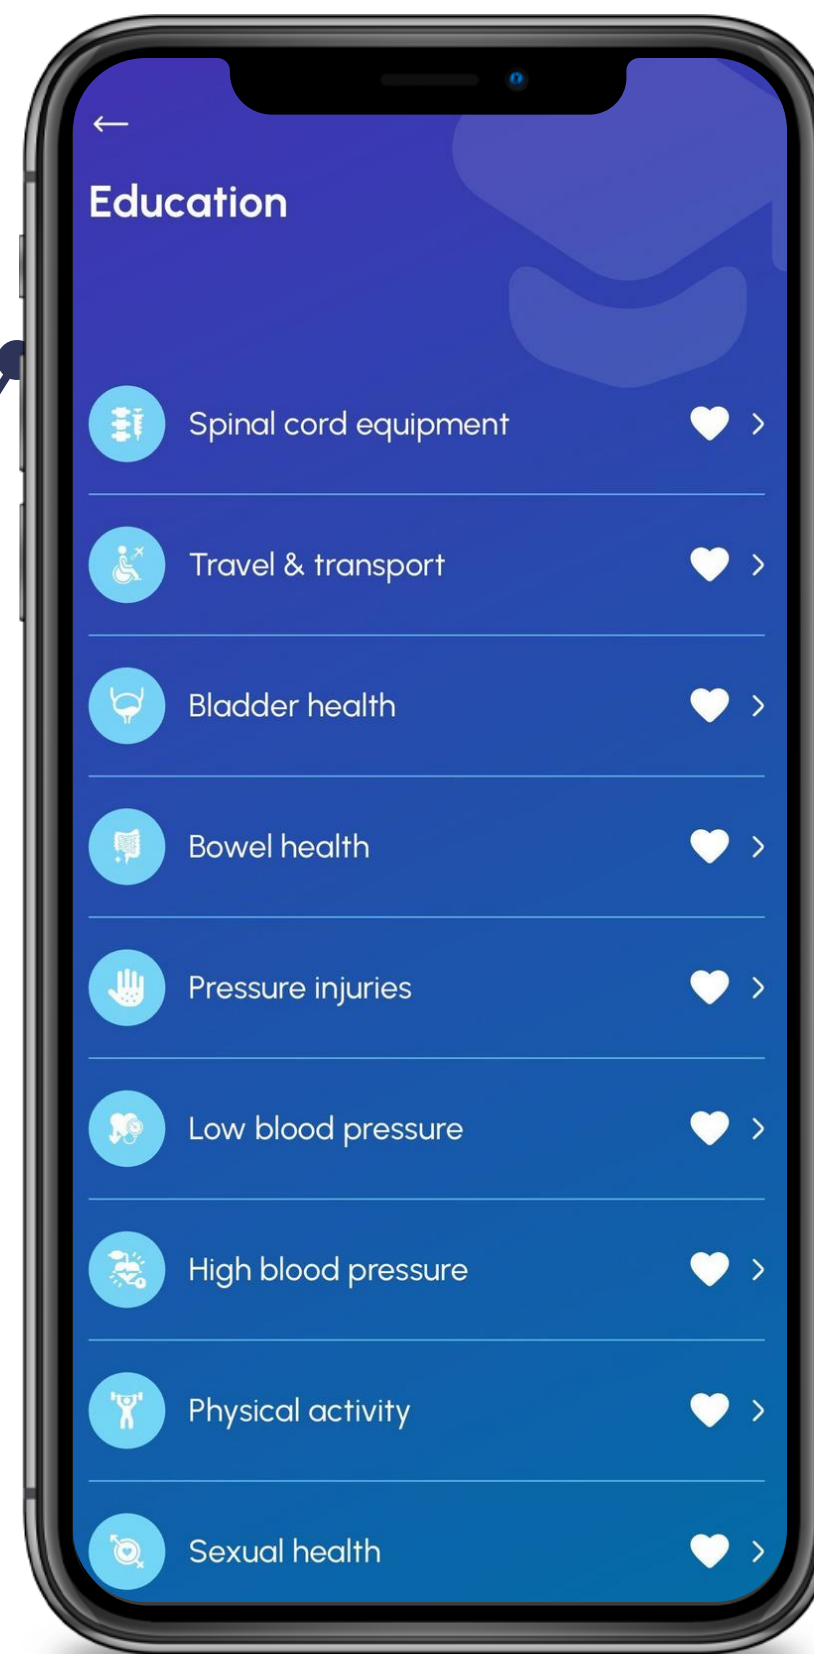 Education
Spinal cord equipment
Travel & transport
Bladder health
Bowel health
Pressure injuries
Low blood pressure
High blood pressure
Physical activity
Sexual health